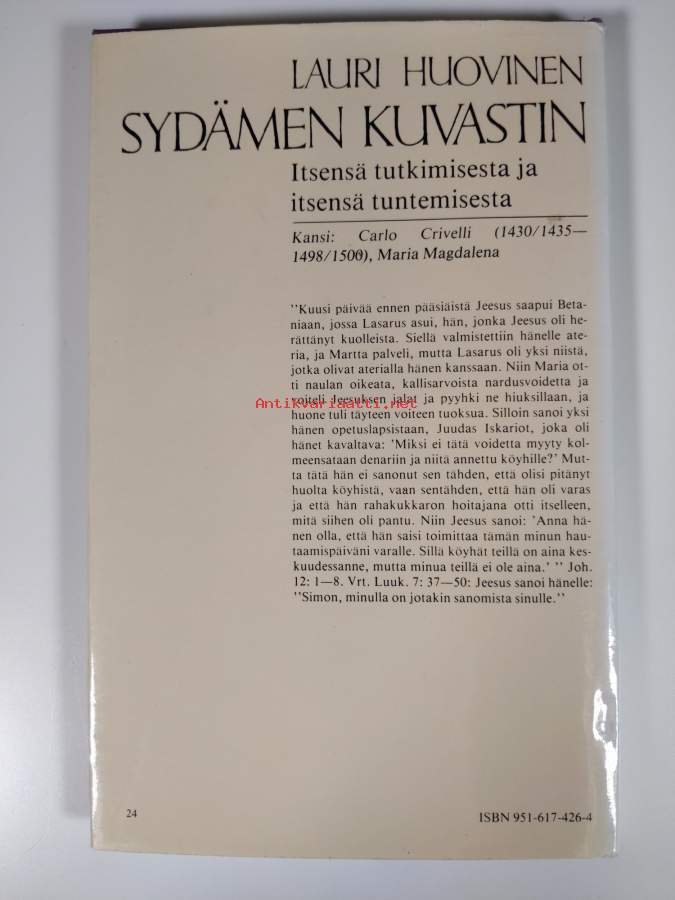 LAURI HUOVINEN
SYDÄMEN KUVASTIN
Itsensä tutkimisesta ja
itsensä tuntemisesta
Kansi: Carlo Crivelli (1430/1435—
1498/1500), Maria Magdalena
"Kuusi päivää ennen pääsiäistä Jeesus saapui Beta-
niaan, jossa Lasarus asui, hän, jonka Jeesus oli he-
rättänyt kuolleista. Siellä valmistettiin hänelle ate-
ria, ja Martta palveli, mutta Lasarus oli yksi niistä,
jotka olivat aterialla hänen kanssaan. Niin Maria ot-
ti naulan oikeata, kallisarvoista nardusvoidetta ja
voiteli Jeesuksen jalat ja pyyhki ne hiuksillaan, ja
Antikvariaatti.net
huone tuli täyteen voiteen tuoksua. Silloin sanoi yksi
hänen opetuslapsistaan, Juudas Iskariot, joka oli
hänet kavaltava: 'Miksi ei tätä voidetta myyty kol-
meensataan denariin ja niitä annettu köyhille?' Mut-
ta tätä hän ei sanonut sen tähden, että olisi pitänyt
huolta köyhistä, vaan sentähden, että hän oli varas
ja että hän rahakukkaron hoitajana otti itselleen,
mitä siihen oli pantu. Niin Jeesus sanoi: 'Anna hä-
nen olla, että hän saisi toimittaa tämän minun hau-
taamispäiväni varalle. Sillä köyhät teillä on aina kes-
kuudessanne, mutta minua teillä ei ole aina.' " Joh.
12: 1—8. Vrt. Luuk. 7: 37—50: Jeesus sanoi hänelle:
"Simon, minulla on jotakin sanomista sinulle."
24
ISBN 951-617-426-4